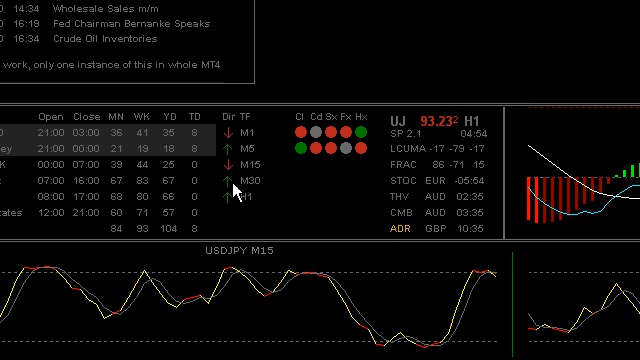 0 14:34 Wholesale Sales m/m
0 16:19 Fed Chairman Bernanke Speaks
0 16:34 Crude Oil Inventories
work, only one instance of this in whole MT4
Open Close MN WK YD TD Dir TF Cl Cd Sx Fx Hx UJ 93.23² H1
21:00 03:00 36 41 35 8 M1 SP 2.1 04:54
ey 21:00 00:00 21 19 18 8 M5 LCUMA -17 -79 -17
K 00:00 07:00 39 44 25 0 M15 FRAC 86 -71 15
07:00 16:00 67 83 67 0 M30 STOC EUR -05:54
08:00 17:00 68 80 66 0 H1 THV AUD 02:35
tates 12:00 21:00 60 71 57 0 CMB AUD 03:35
84 93 104 8 ADR GBP 10:35
USDJPY M15